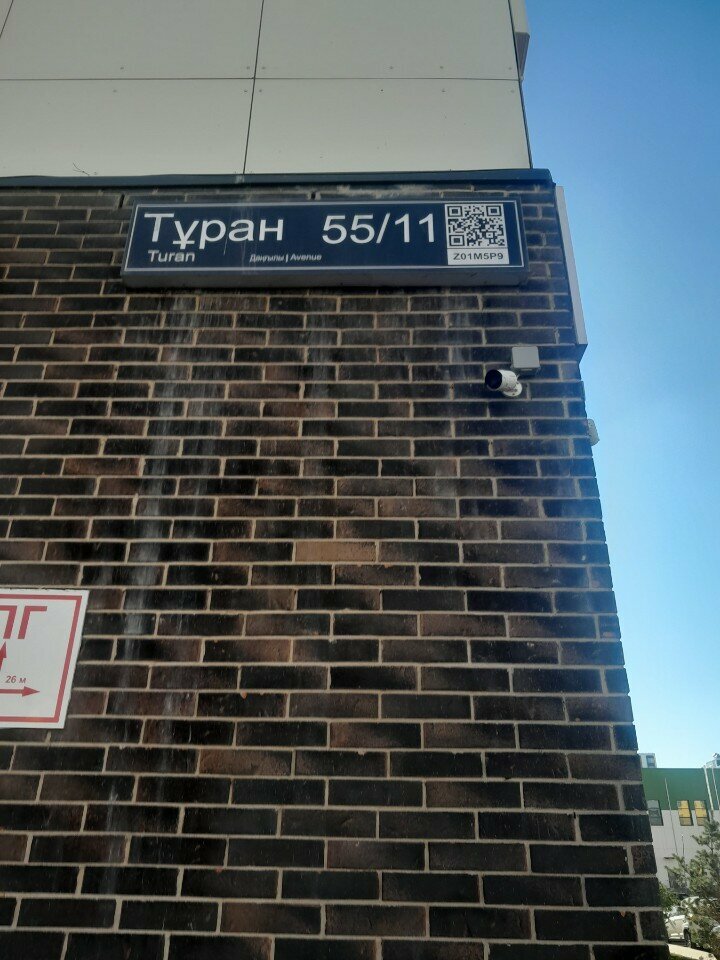 Тұран 55/11
Turan Даңғылы | Avenue
Z01M5P9
ПГ
26 м